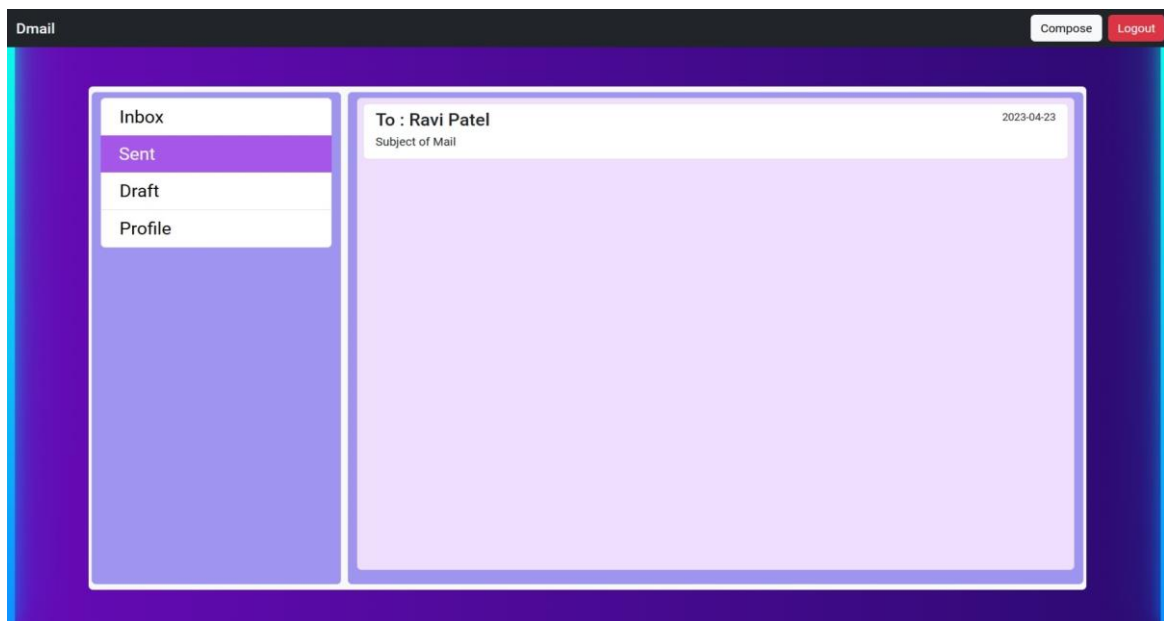 Dmail
Compose
Logout
Inbox
Sent
Draft
Profile
To : Ravi Patel
2023-04-23
Subject of Mail